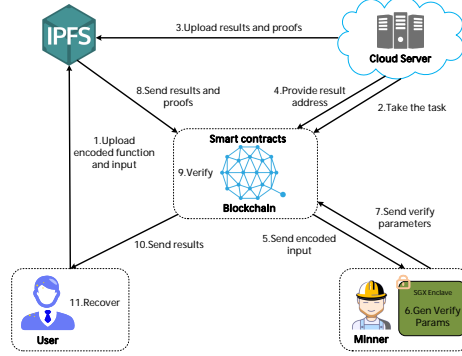 IPFS
3.Upload results and proofs
Cloud Server
8.Send results and
proofs
4.Provide result
address
2.Take the task
1.Upload
encoded function
and input
Smart contracts
9.Verify
Blockchain
7.Send verify
parameters
10.Send results
5.Send encoded
input
11.Recover
User
SGX Enclave
6.Gen Verify
Params
Minner